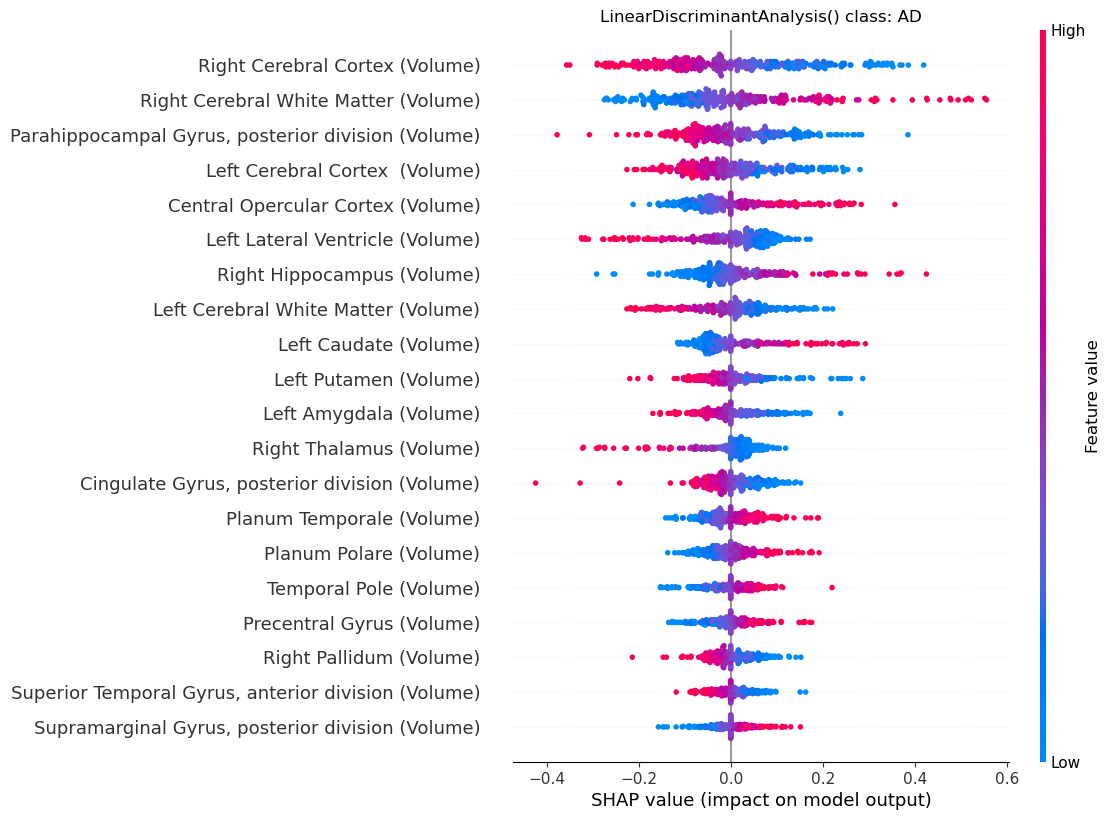 LinearDiscriminantAnalysis() class: AD
High
Right Cerebral Cortex (Volume)
Right Cerebral White Matter (Volume)
Parahippocampal Gyrus, posterior division (Volume)
Left Cerebral Cortex  (Volume)
Central Opercular Cortex (Volume)
Left Lateral Ventricle (Volume)
Right Hippocampus (Volume)
Left Cerebral White Matter (Volume)
Left Caudate (Volume)
Left Putamen (Volume)
Left Amygdala (Volume)
Right Thalamus (Volume)
Cingulate Gyrus, posterior division (Volume)
Planum Temporale (Volume)
Planum Polare (Volume)
Temporal Pole (Volume)
Precentral Gyrus (Volume)
Right Pallidum (Volume)
Superior Temporal Gyrus, anterior division (Volume)
Supramarginal Gyrus, posterior division (Volume)
Feature value
Low
−0.4 −0.2 0.0 0.2 0.4 0.6
SHAP value (impact on model output)